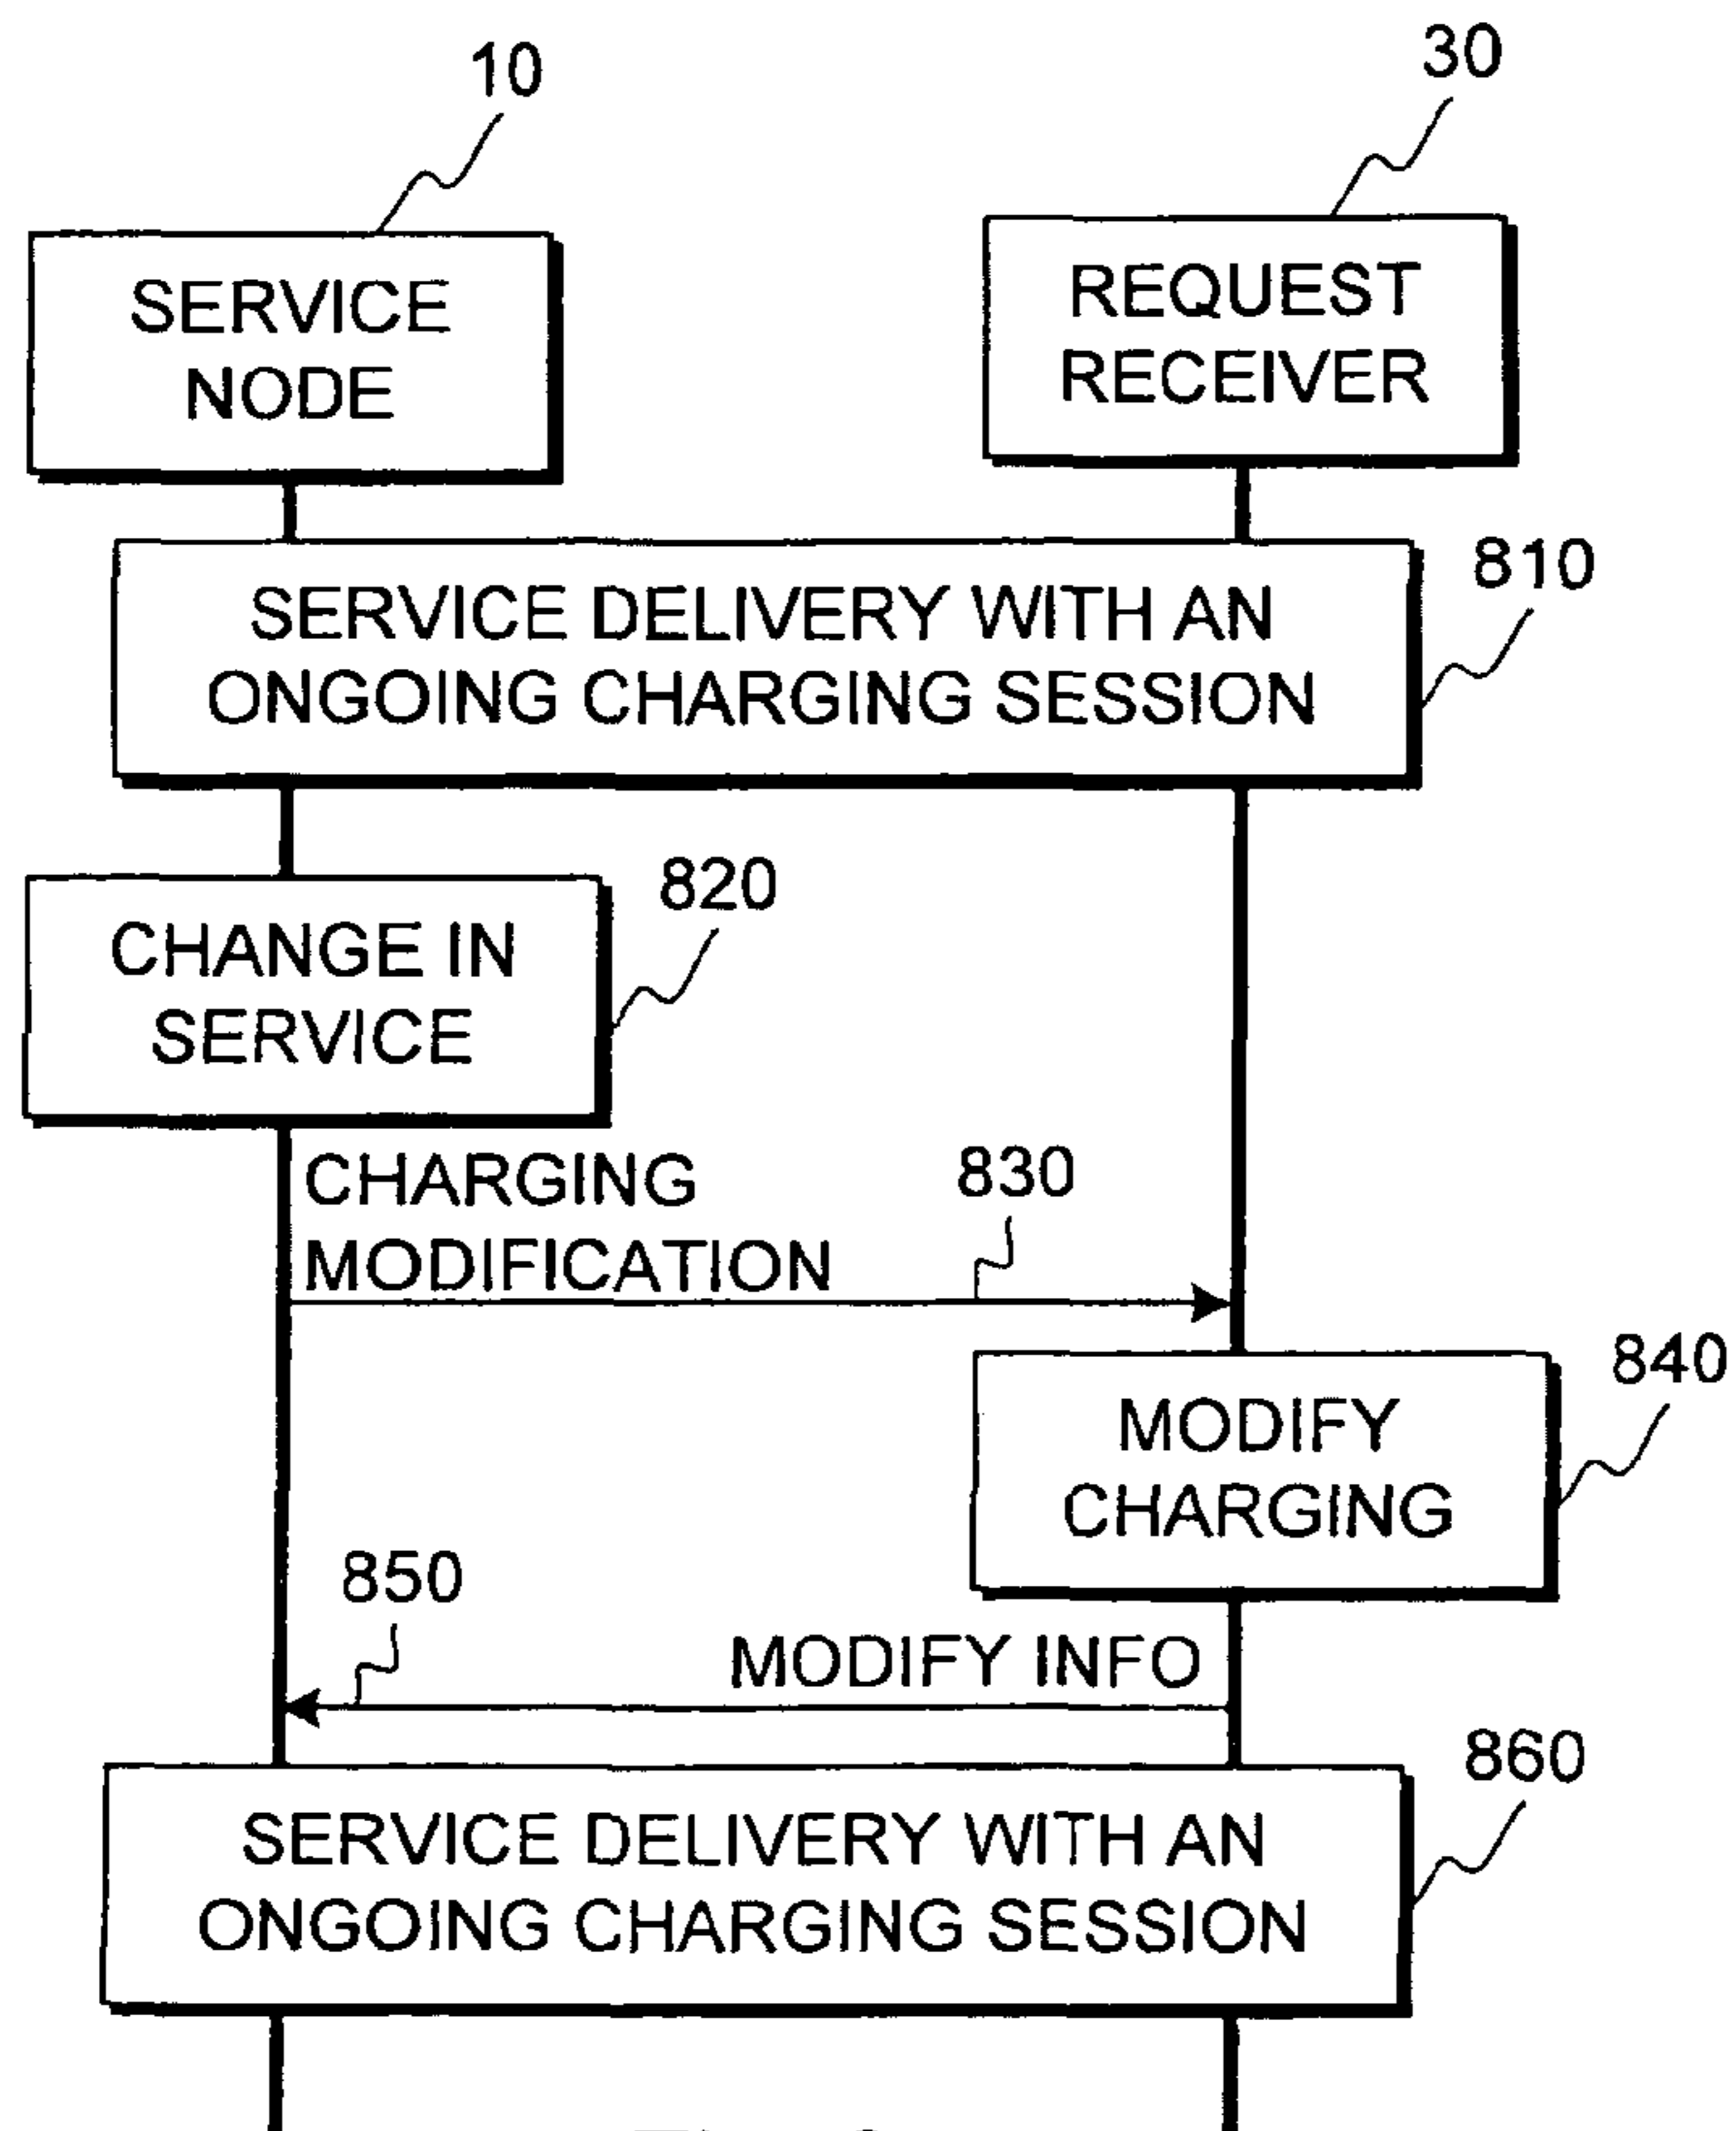 10
30
SERVICE
NODE
REQUEST
RECEIVER
810
SERVICE DELIVERY WITH AN
ONGOING CHARGING SESSION
820
CHANGE IN
SERVICE
CHARGING
MODIFICATION
830
840
MODIFY
CHARGING
850
MODIFY INFO
860
SERVICE DELIVERY WITH AN
ONGOING CHARGING SESSION